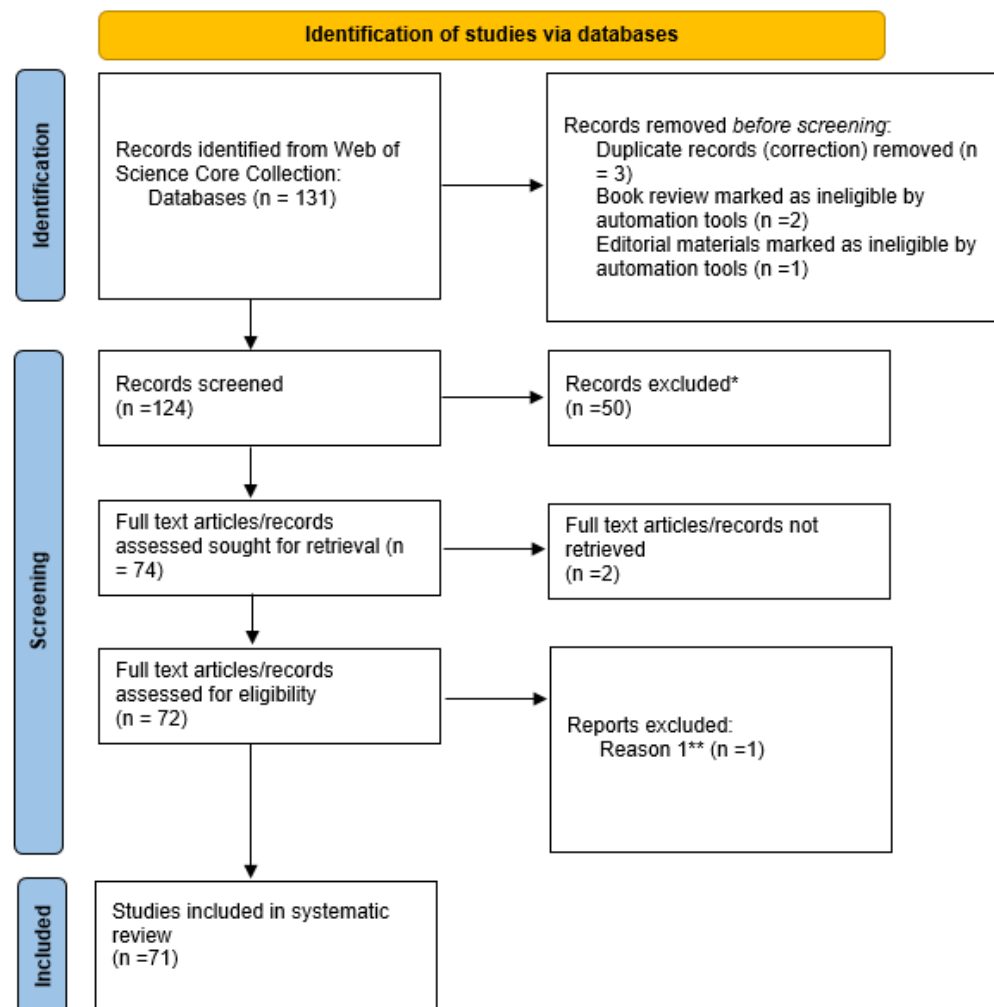 Identification of studies via databases
Identification
Records identified from Web of
Science Core Collection:
Databases (n = 131)
Records removed before screening:
Duplicate records (correction) removed (n
= 3)
Book review marked as ineligible by
automation tools (n =2)
Editorial materials marked as ineligible by
automation tools (n =1)
Screening
Records screened
(n =124)
Records excluded*
(n =50)
Full text articles/records
assessed sought for retrieval (n
= 74)
Full text articles/records not
retrieved
(n =2)
Full text articles/records
assessed for eligibility
(n = 72)
Reports excluded:
Reason 1** (n =1)
Included
Studies included in systematic
review
(n =71)